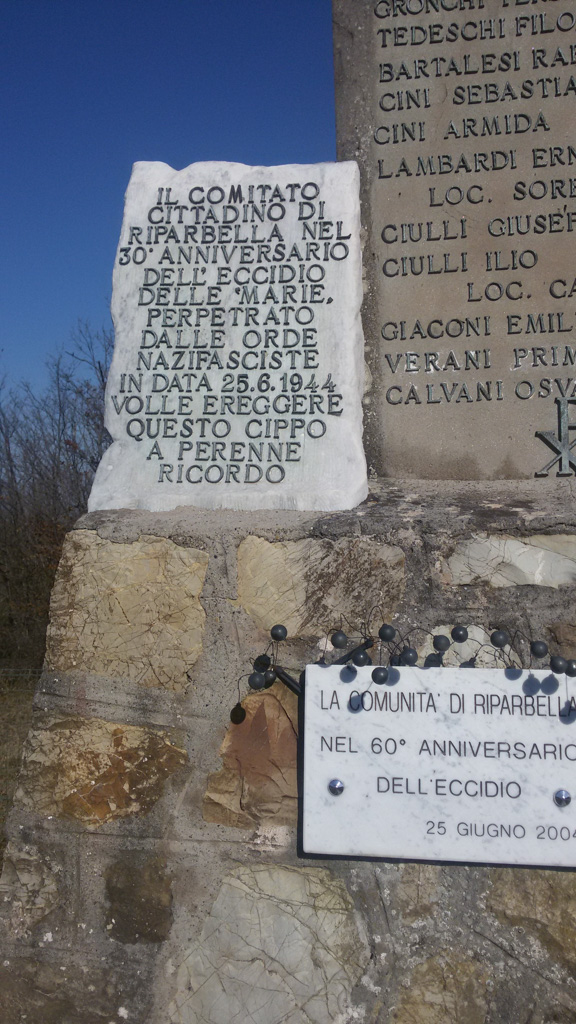 IL COMITATO
CITTADINO DI
RIPARBELLA NEL
30° ANNIVERSARIO
DELL' ECCIDIO
DELLE "MARIE,
PERPETRATO
DALLE ORDE
NAZIFASCISTE
IN DATA 25.6.1944
VOLLE EREGGERE
QUESTO CIPPO
A PERENNE
RICORDO
GRONCHI
TEDESCHI
BARTALESI
CINI
CINI ARMIDA
LAMBARDI
LOC.
CIULLI
CIULLI ILIO
LOC.
GIACONI
VERANI
CALVANI
LA COMUNITA' DI RIPARBELLA
NEL 60° ANNIVERSARIO
DELL'ECCIDIO
25 GIUGNO 2004